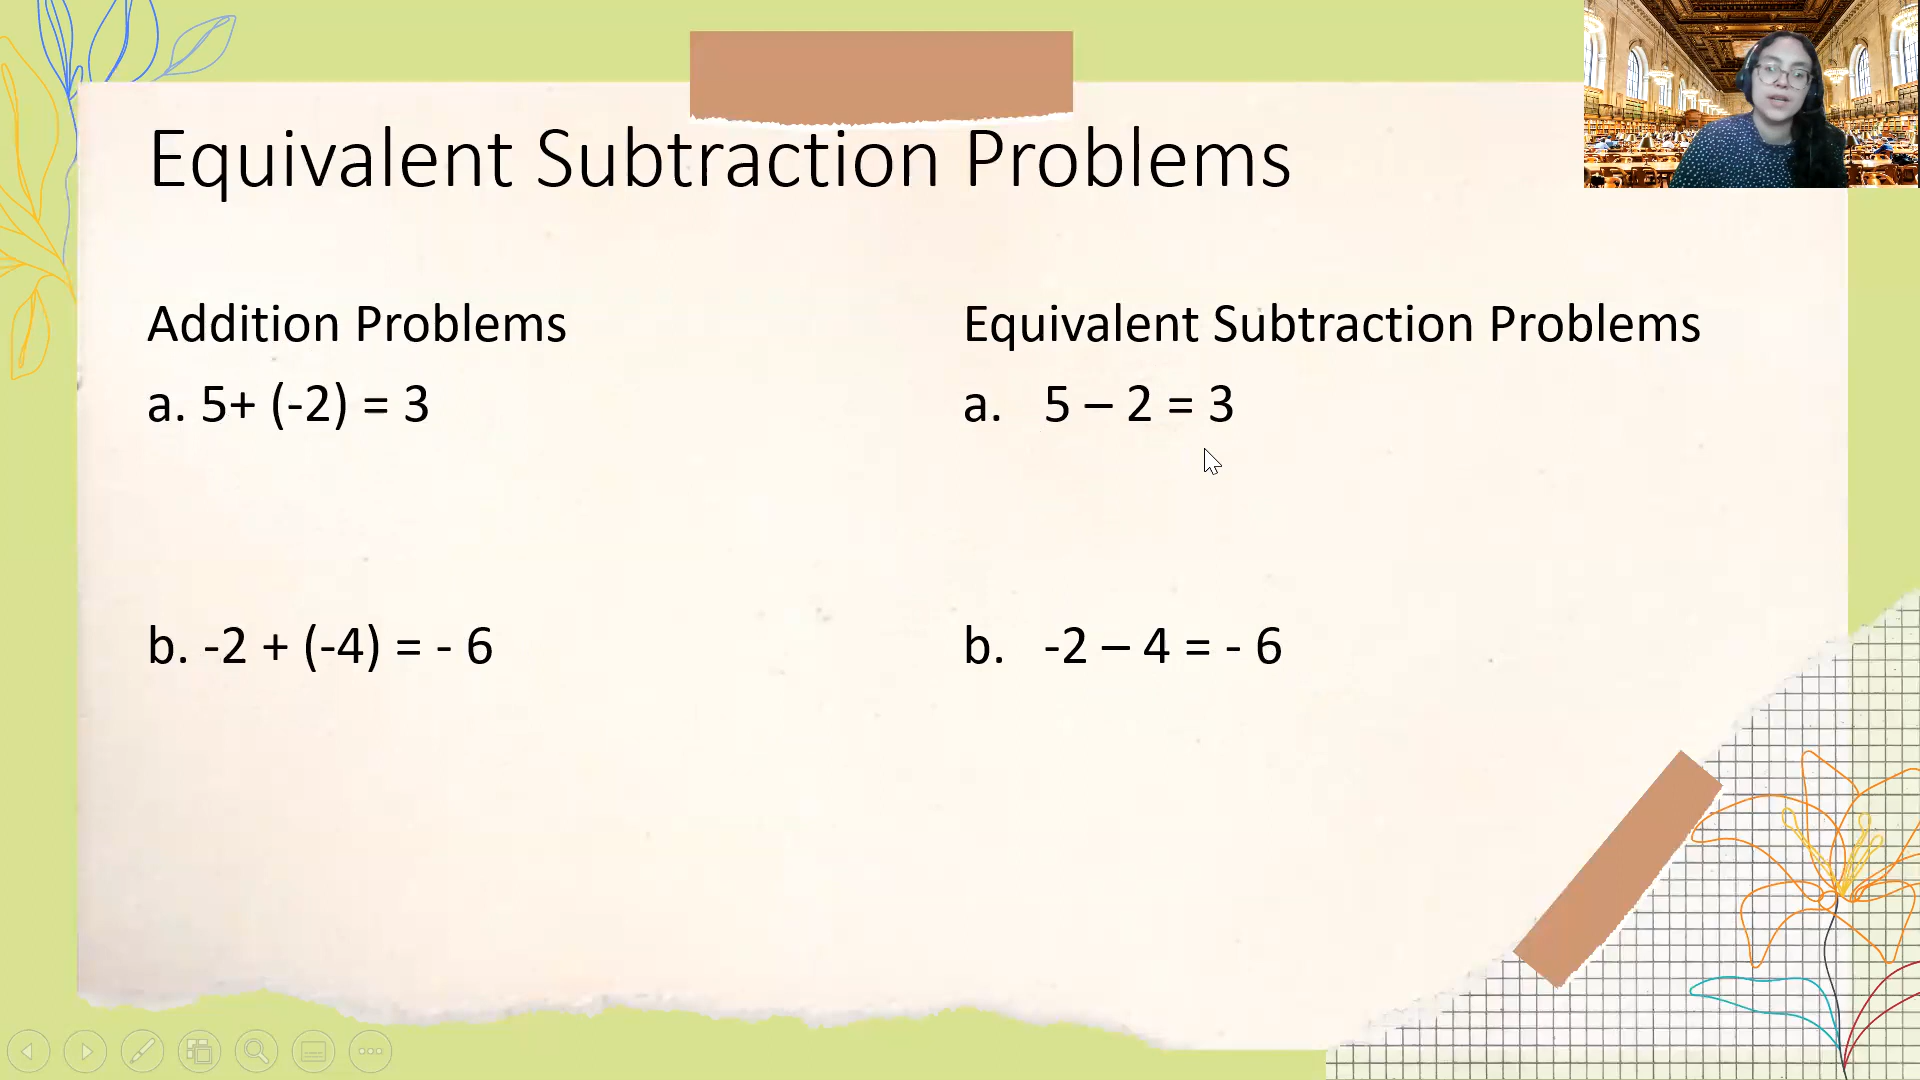 Equivalent Subtraction Problems
Addition Problems
a. 5+ (-2) = 3
b. -2 + (-4) = - 6
Equivalent Subtraction Problems
a. 5 – 2 = 3
b. -2 – 4 = - 6